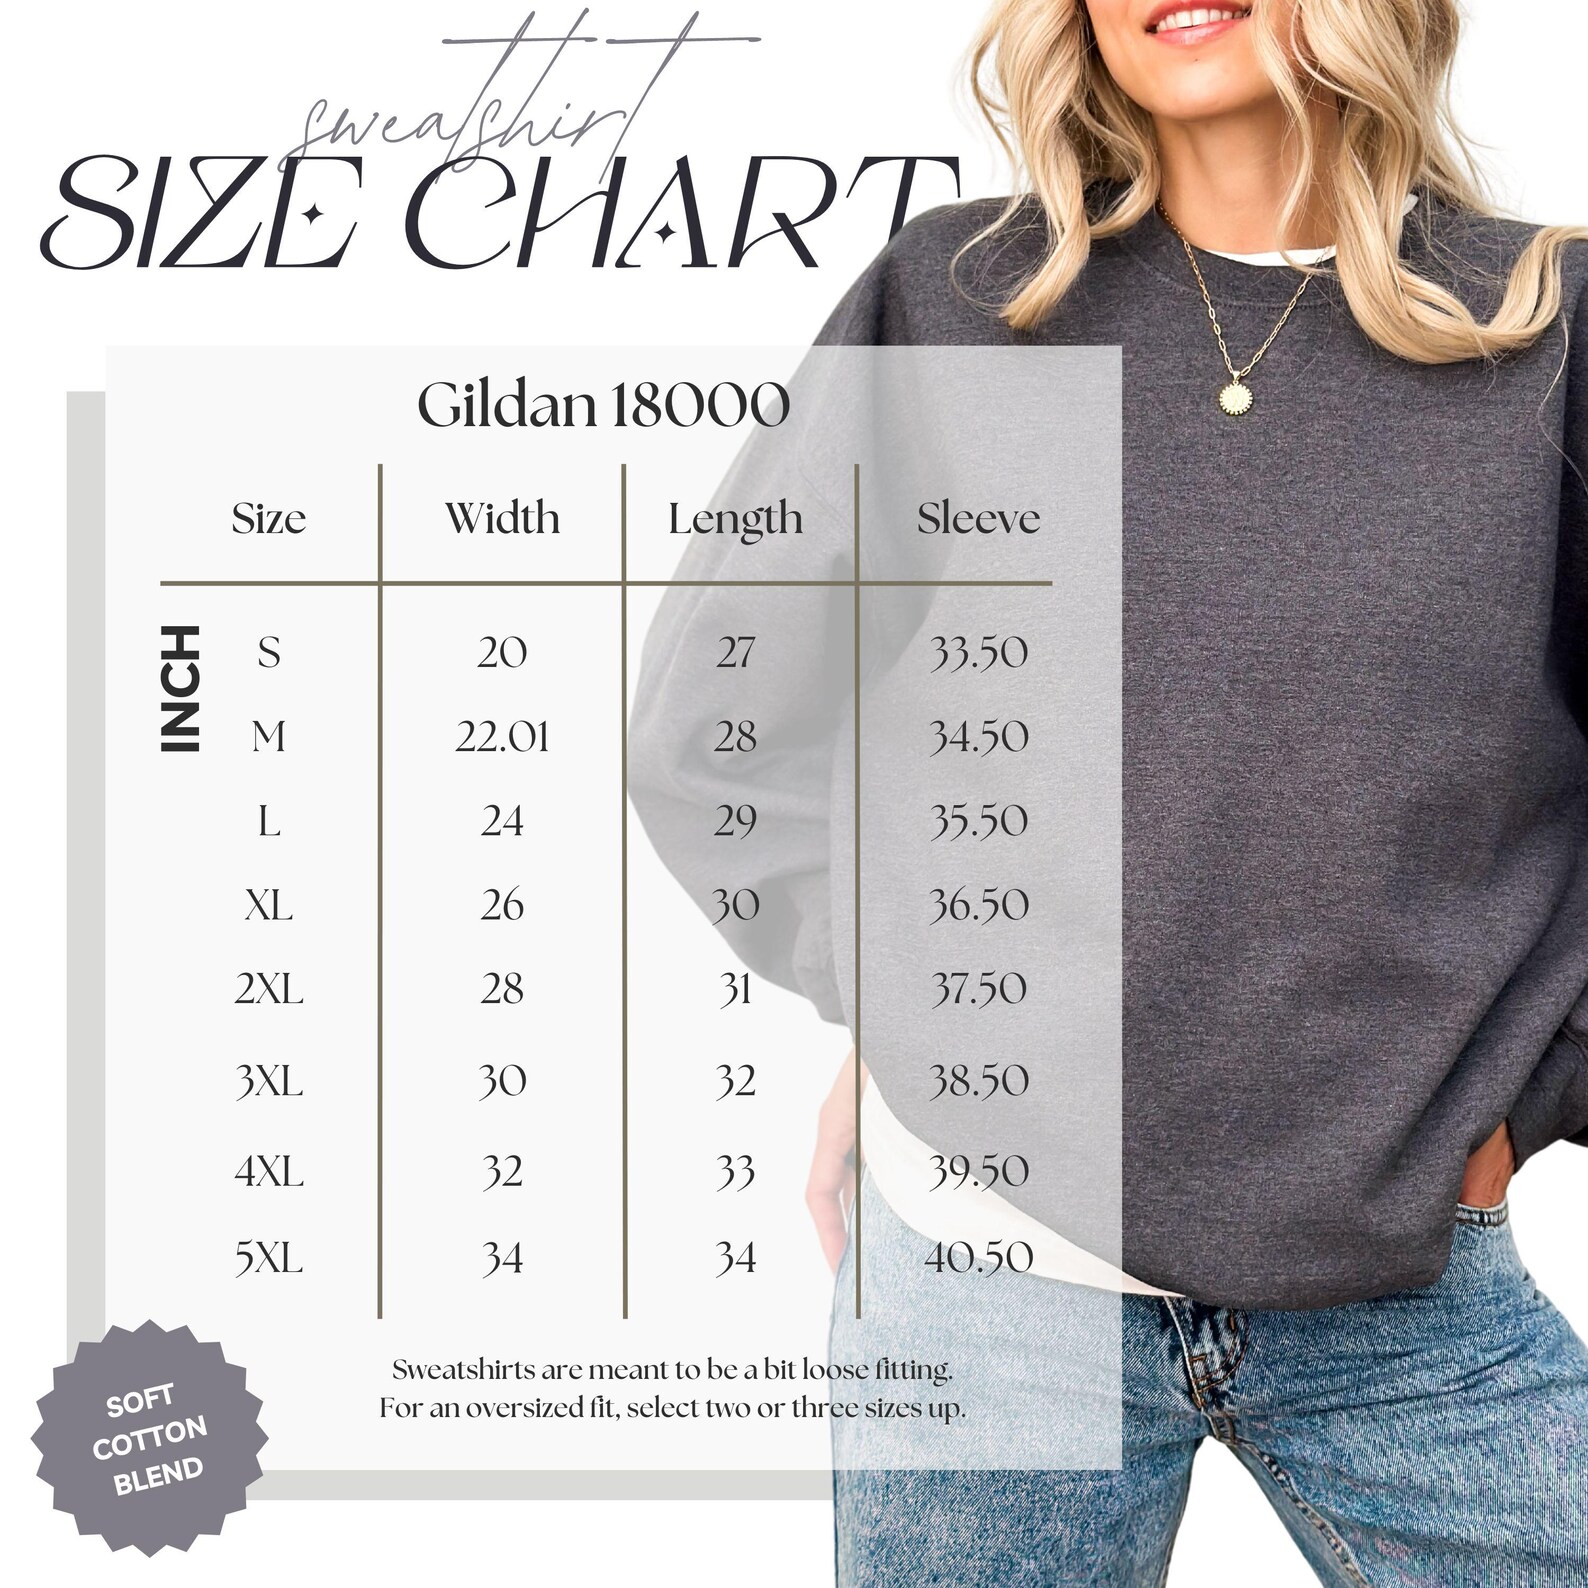 sweatshirt
SIZE CHART
Gildan 18000
Size Width Length Sleeve
INCH
S 20 27 33.50
M 22.01 28 34.50
L 24 29 35.50
XL 26 30 36.50
2XL 28 31 37.50
3XL 30 32 38.50
4XL 32 33 39.50
5XL 34 34 40.50
Sweatshirts are meant to be a bit loose fitting.
For an oversized fit, select two or three sizes up.
SOFT
COTTON
BLEND